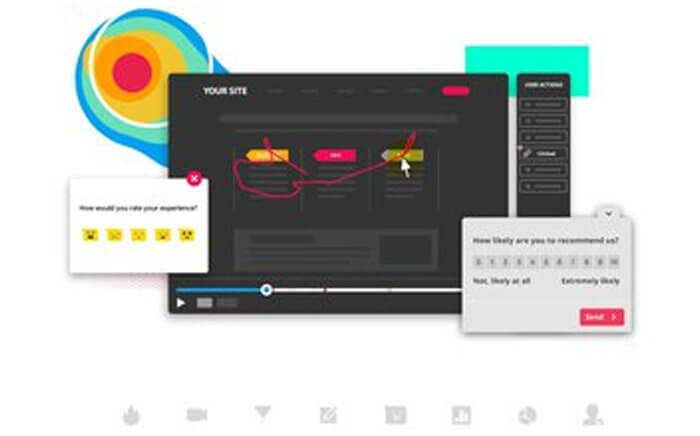 YOUR SITE
USER ACTIONS
How would you rate your experience?
How likely are you to recommend us?
0 1 2 3 4 5 6 7 8 9 10
Not, likely at all
Extremely likely
Send